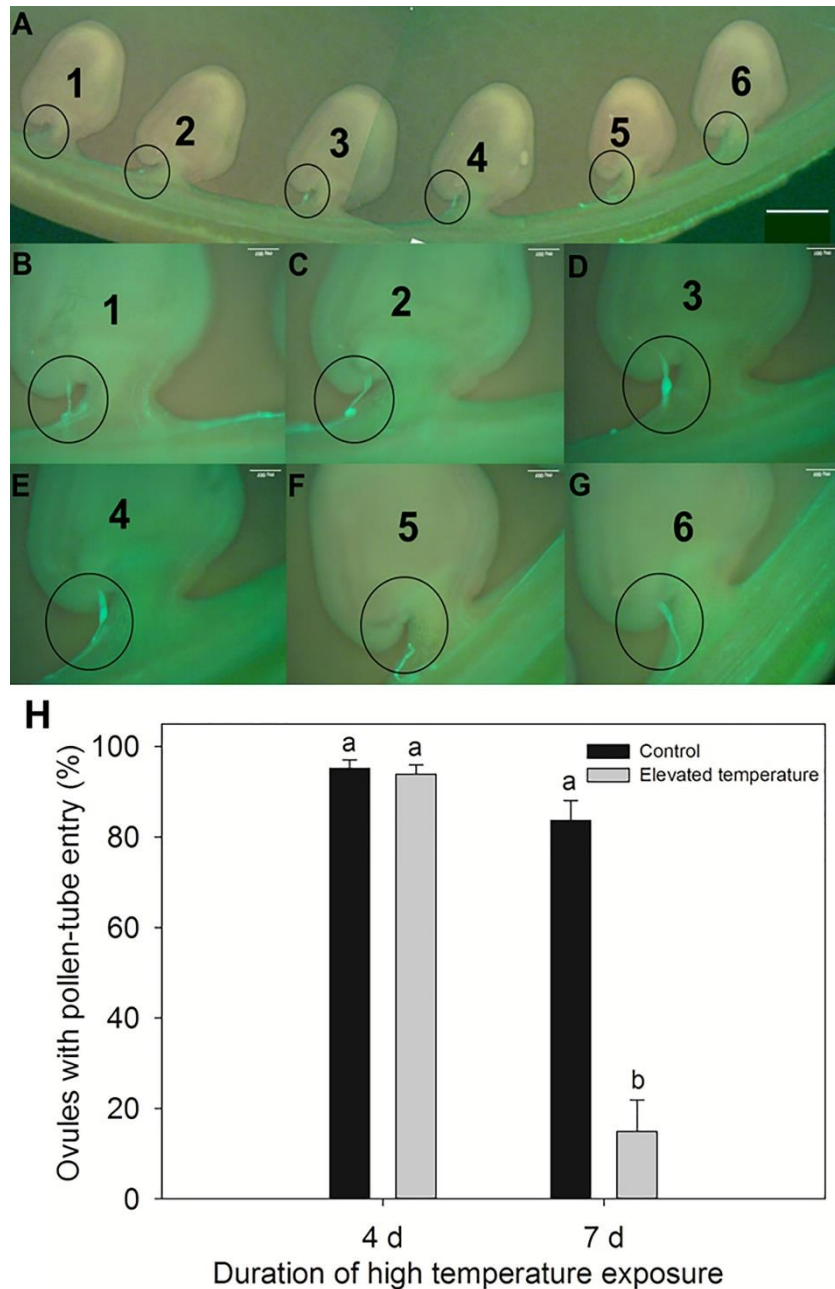 A
1
2
3
4
5
6
B
1
C
2
D
3
E
4
F
5
G
6
H
Ovules with pollen-tube entry (%)
100
80
60
40
20
0
a
a
a
b
Control
Elevated temperature
4 d
7 d
Duration of high temperature exposure